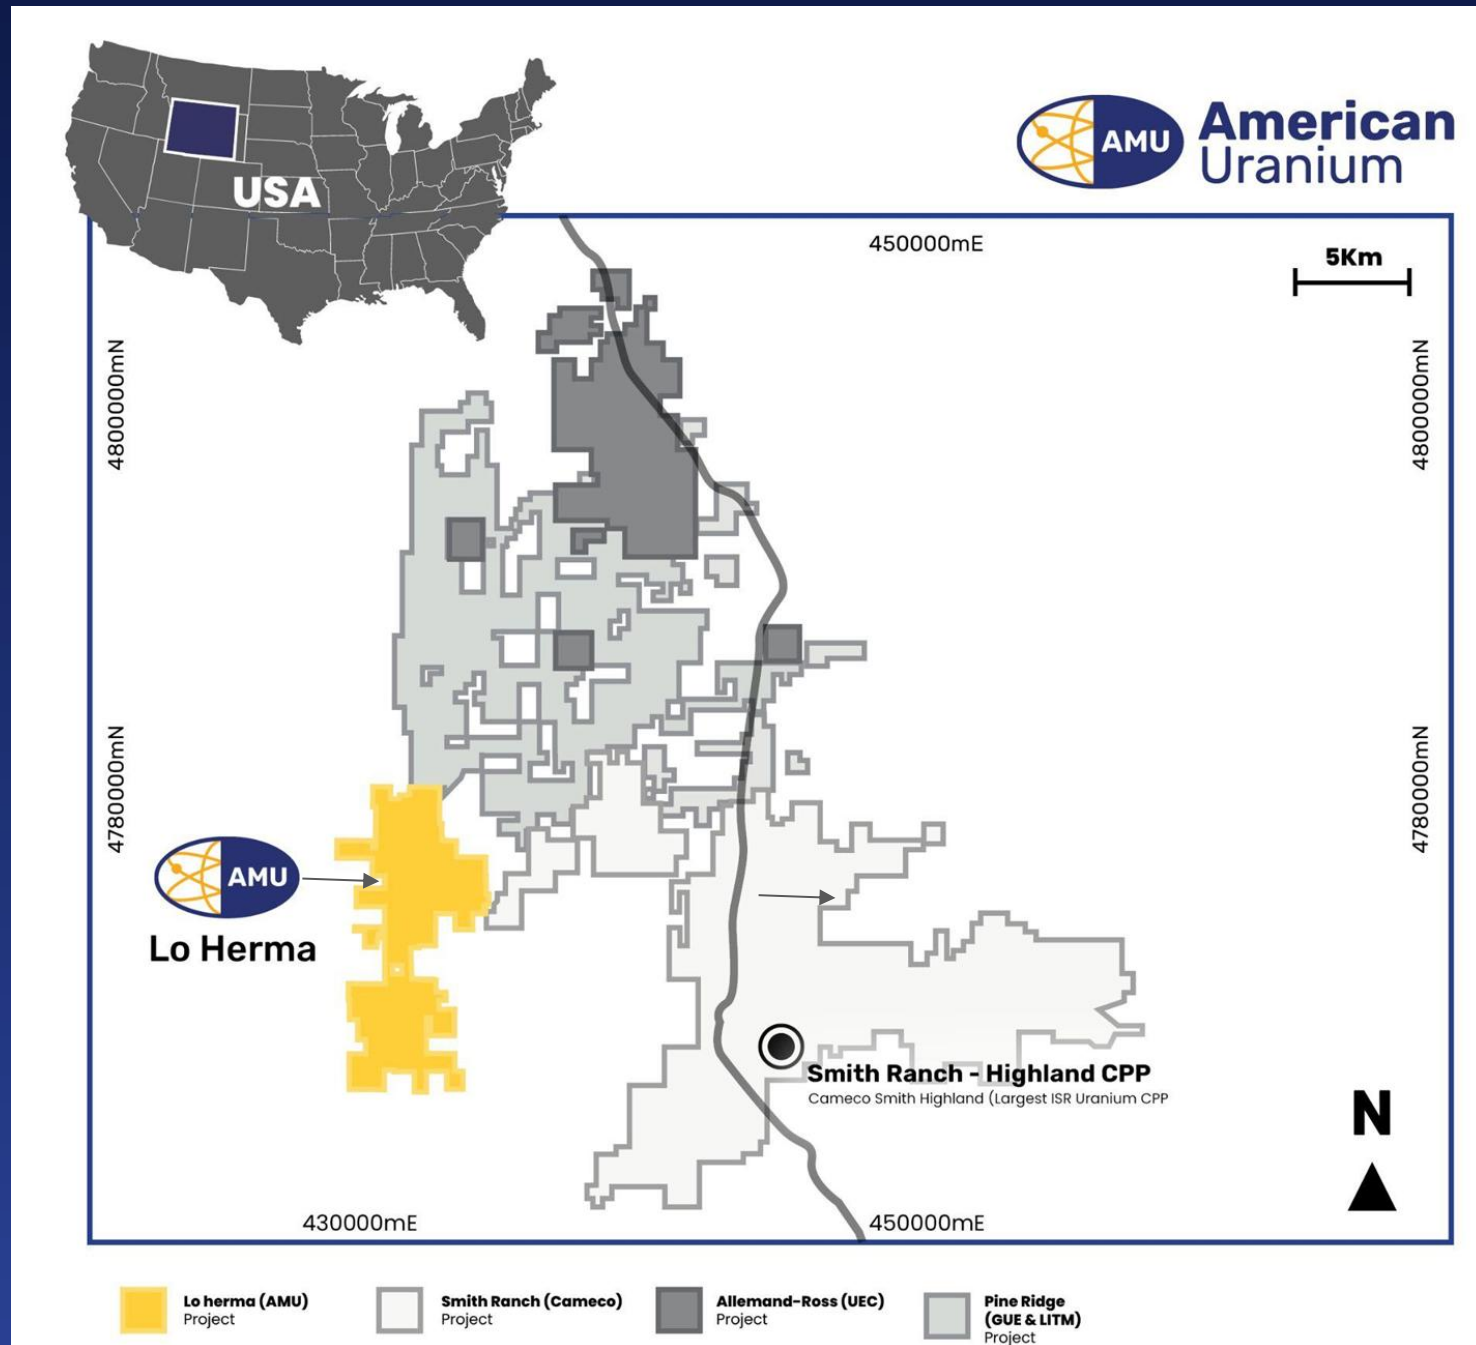 USA
AMU
American
Uranium
450000mE
5Km
4800000mN
4800000mN
4780000mN
4780000mN
AMU
Lo Herma
Smith Ranch - Highland CPP
Cameco Smith Highland (Largest ISR Uranium CPP
N
430000mE
450000mE
Lo herma (AMU)
Project
Smith Ranch (Cameco)
Project
Allemand-Ross (UEC)
Project
Pine Ridge
(GUE & LITM)
Project